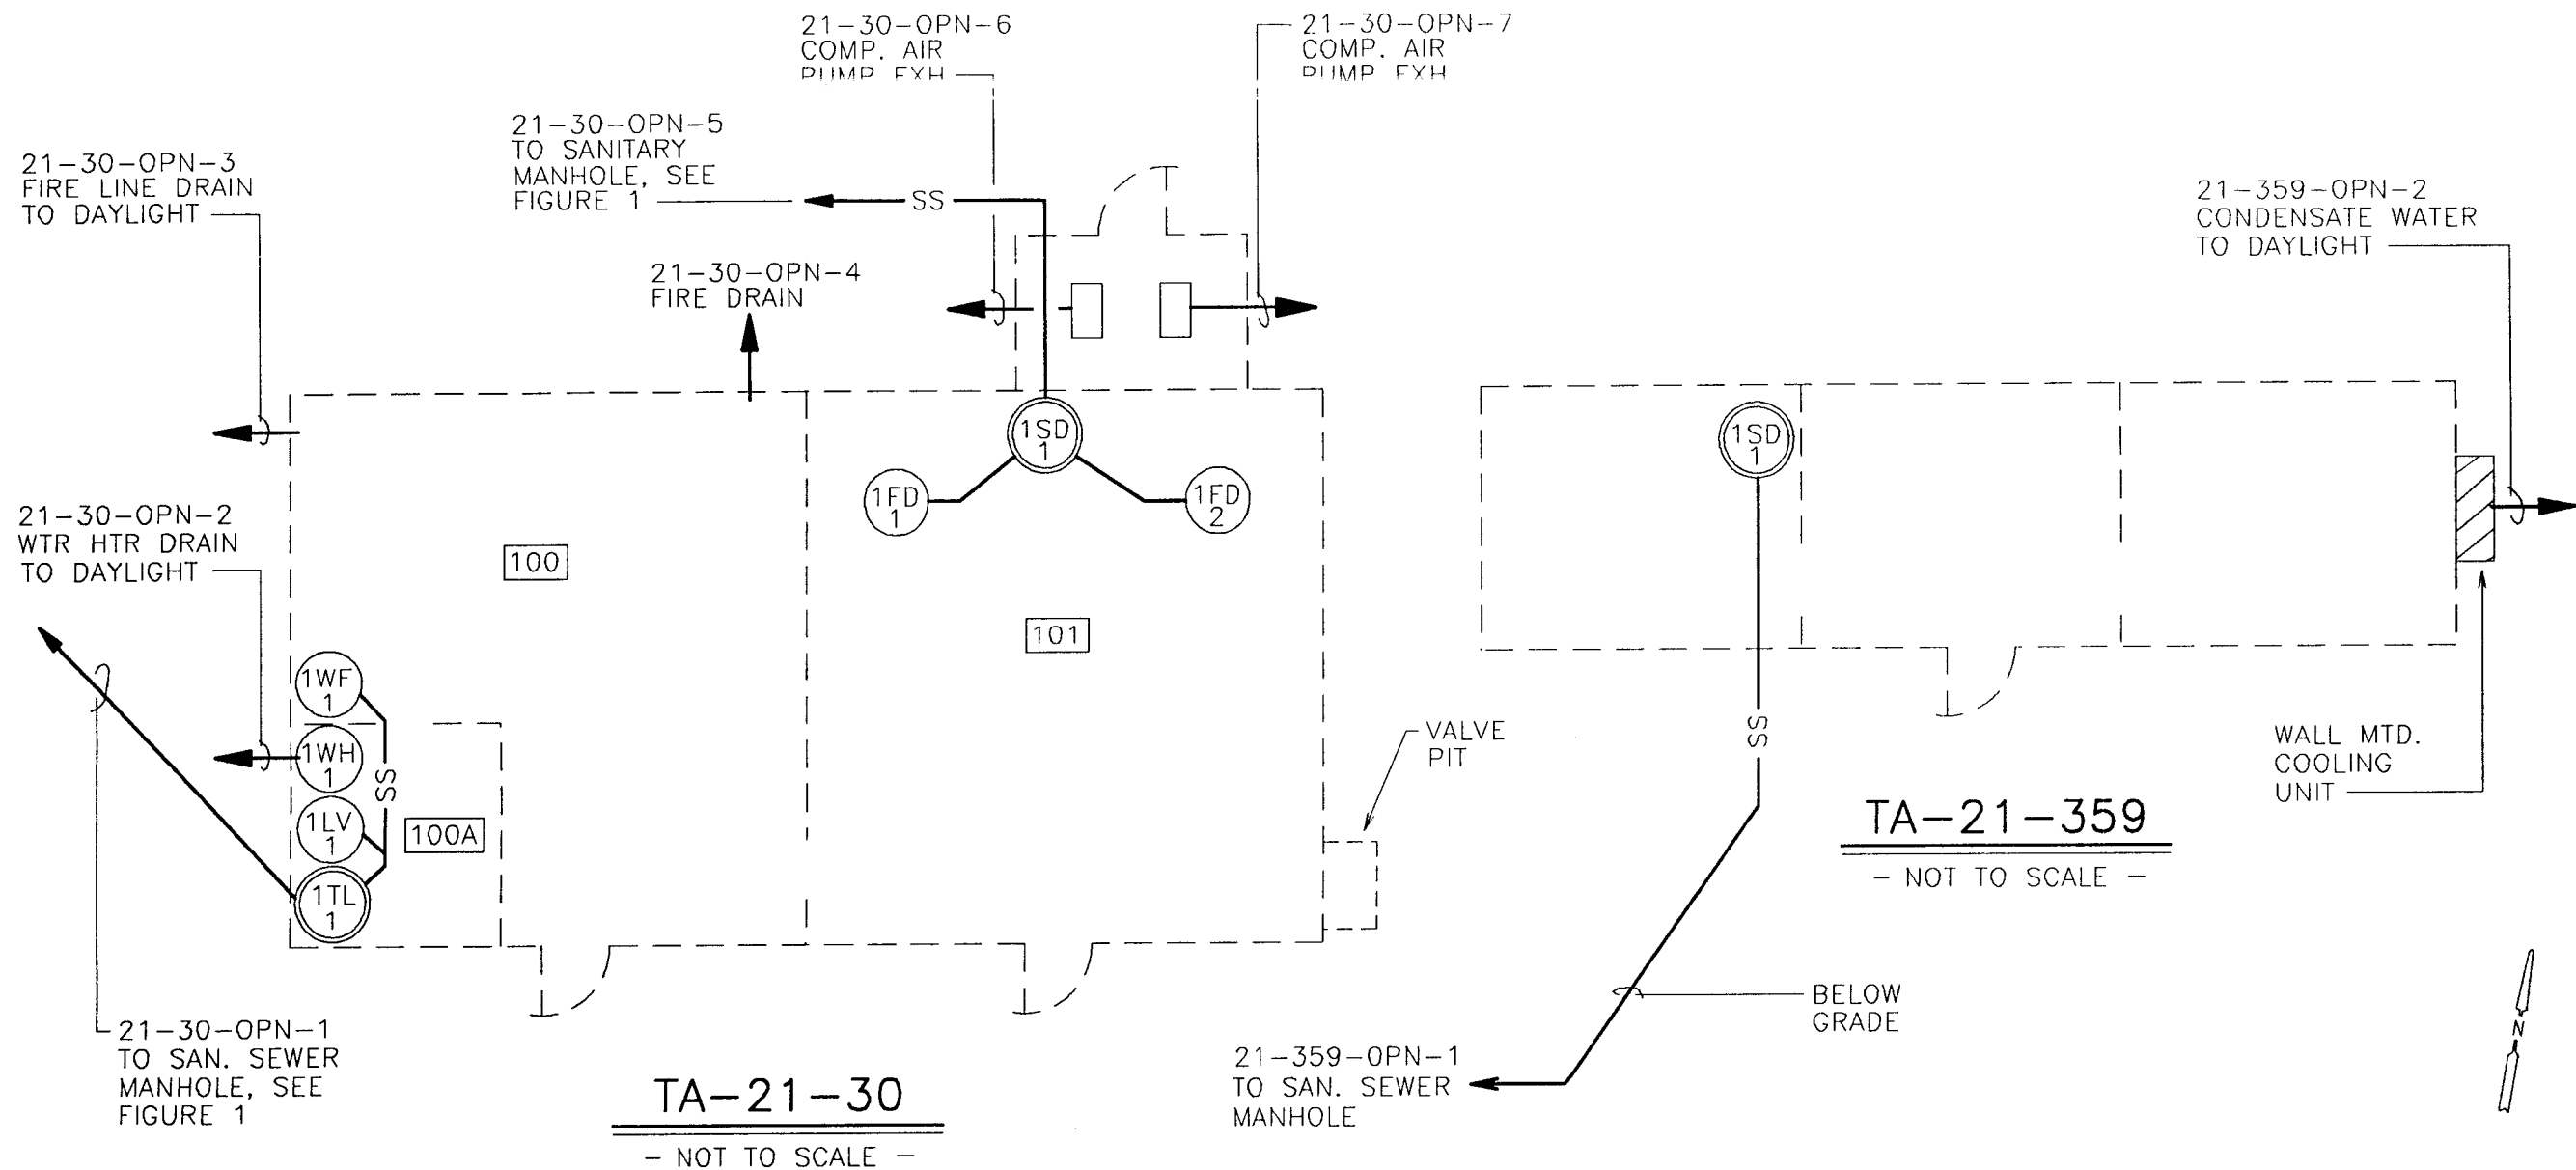 21-30-OPN-6
COMP. AIR
PUMP EXH
21-30-OPN-7
COMP. AIR
PUMP EXH
21-30-OPN-5
TO SANITARY
MANHOLE, SEE
FIGURE 1
SS
21-30-OPN-3
FIRE LINE DRAIN
TO DAYLIGHT
21-359-OPN-2
CONDENSATE WATER
TO DAYLIGHT
21-30-OPN-4
FIRE DRAIN
1SD
1
1SD
1
1FD
1
1FD
2
21-30-OPN-2
WTR HTR DRAIN
TO DAYLIGHT
100
101
1WF
1
1WH
1
SS
1LV
1
100A
1TL
1
VALVE
PIT
SS
WALL MTD.
COOLING
UNIT
TA-21-359
- NOT TO SCALE -
BELOW
GRADE
N
21-30-OPN-1
TO SAN. SEWER
MANHOLE, SEE
FIGURE 1
21-359-OPN-1
TO SAN. SEWER
MANHOLE
TA-21-30
- NOT TO SCALE -